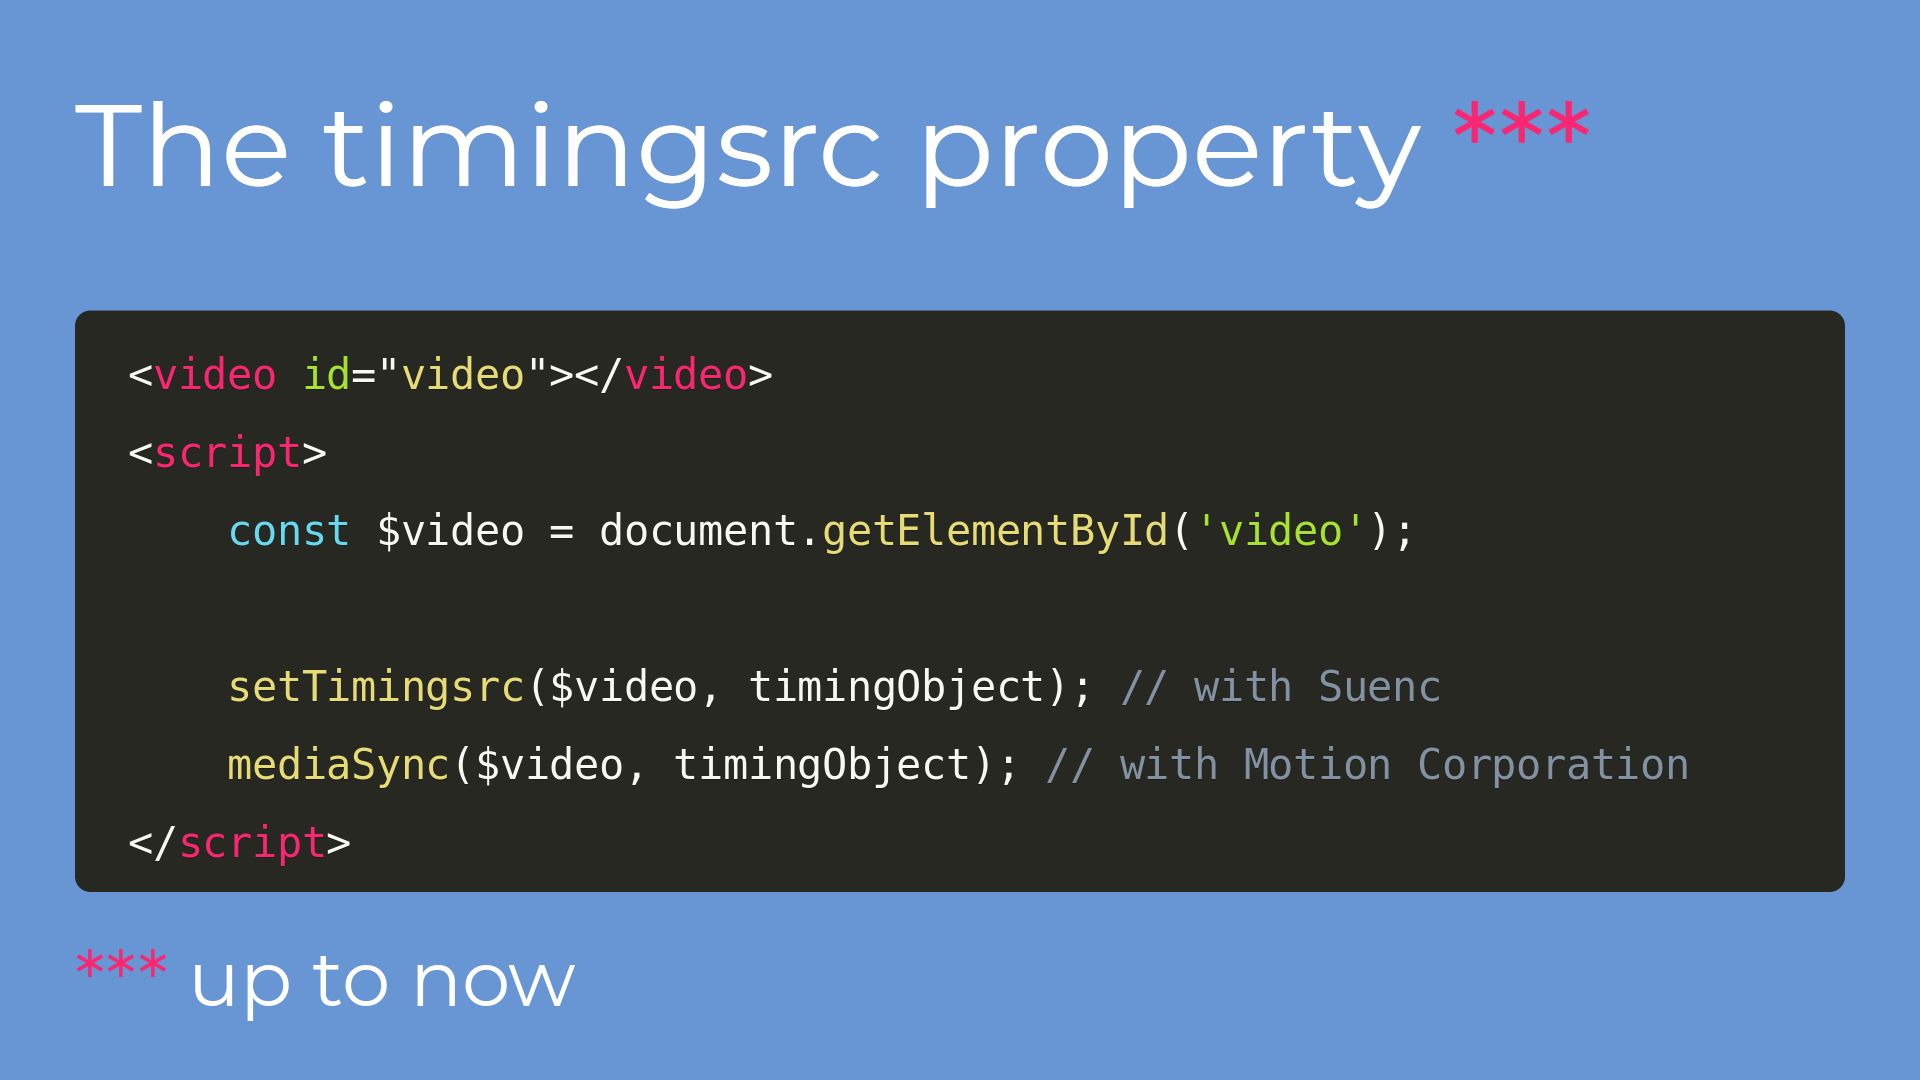 The timingsrc property ***
<video id="video"></video>
<script>
const $video = document.getElementById('video');
setTimingsrc($video, timingObject); // with Suenc
mediaSync($video, timingObject); // with Motion Corporation
</script>
*** up to now